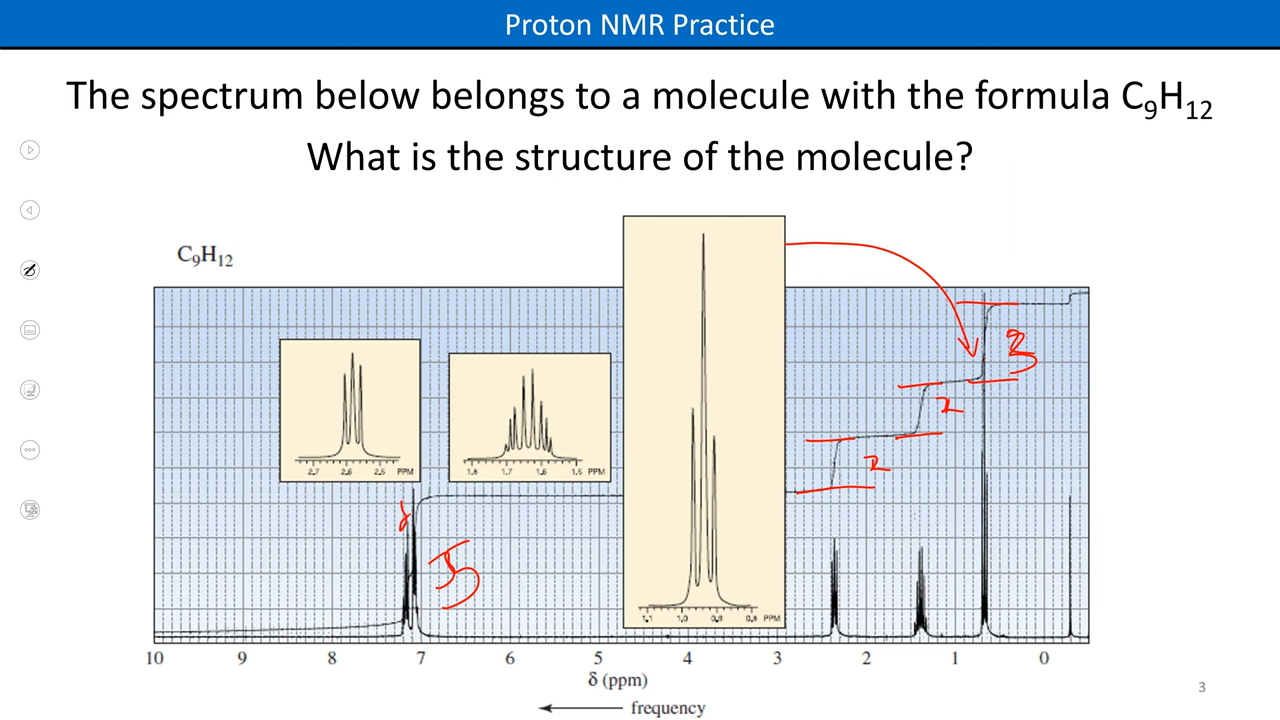 Proton NMR Practice
The spectrum below belongs to a molecule with the formula C₉H₁₂
What is the structure of the molecule?
C₉H₁₂
2.7 2.6 2.5 PPM
1.8 1.7 1.6 1.5 PPM
1.1 1.0 0.9 0.8 PPM
3
2
2
5
10 9 8 7 6 5 4 3 2 1 0
δ (ppm)
frequency
3